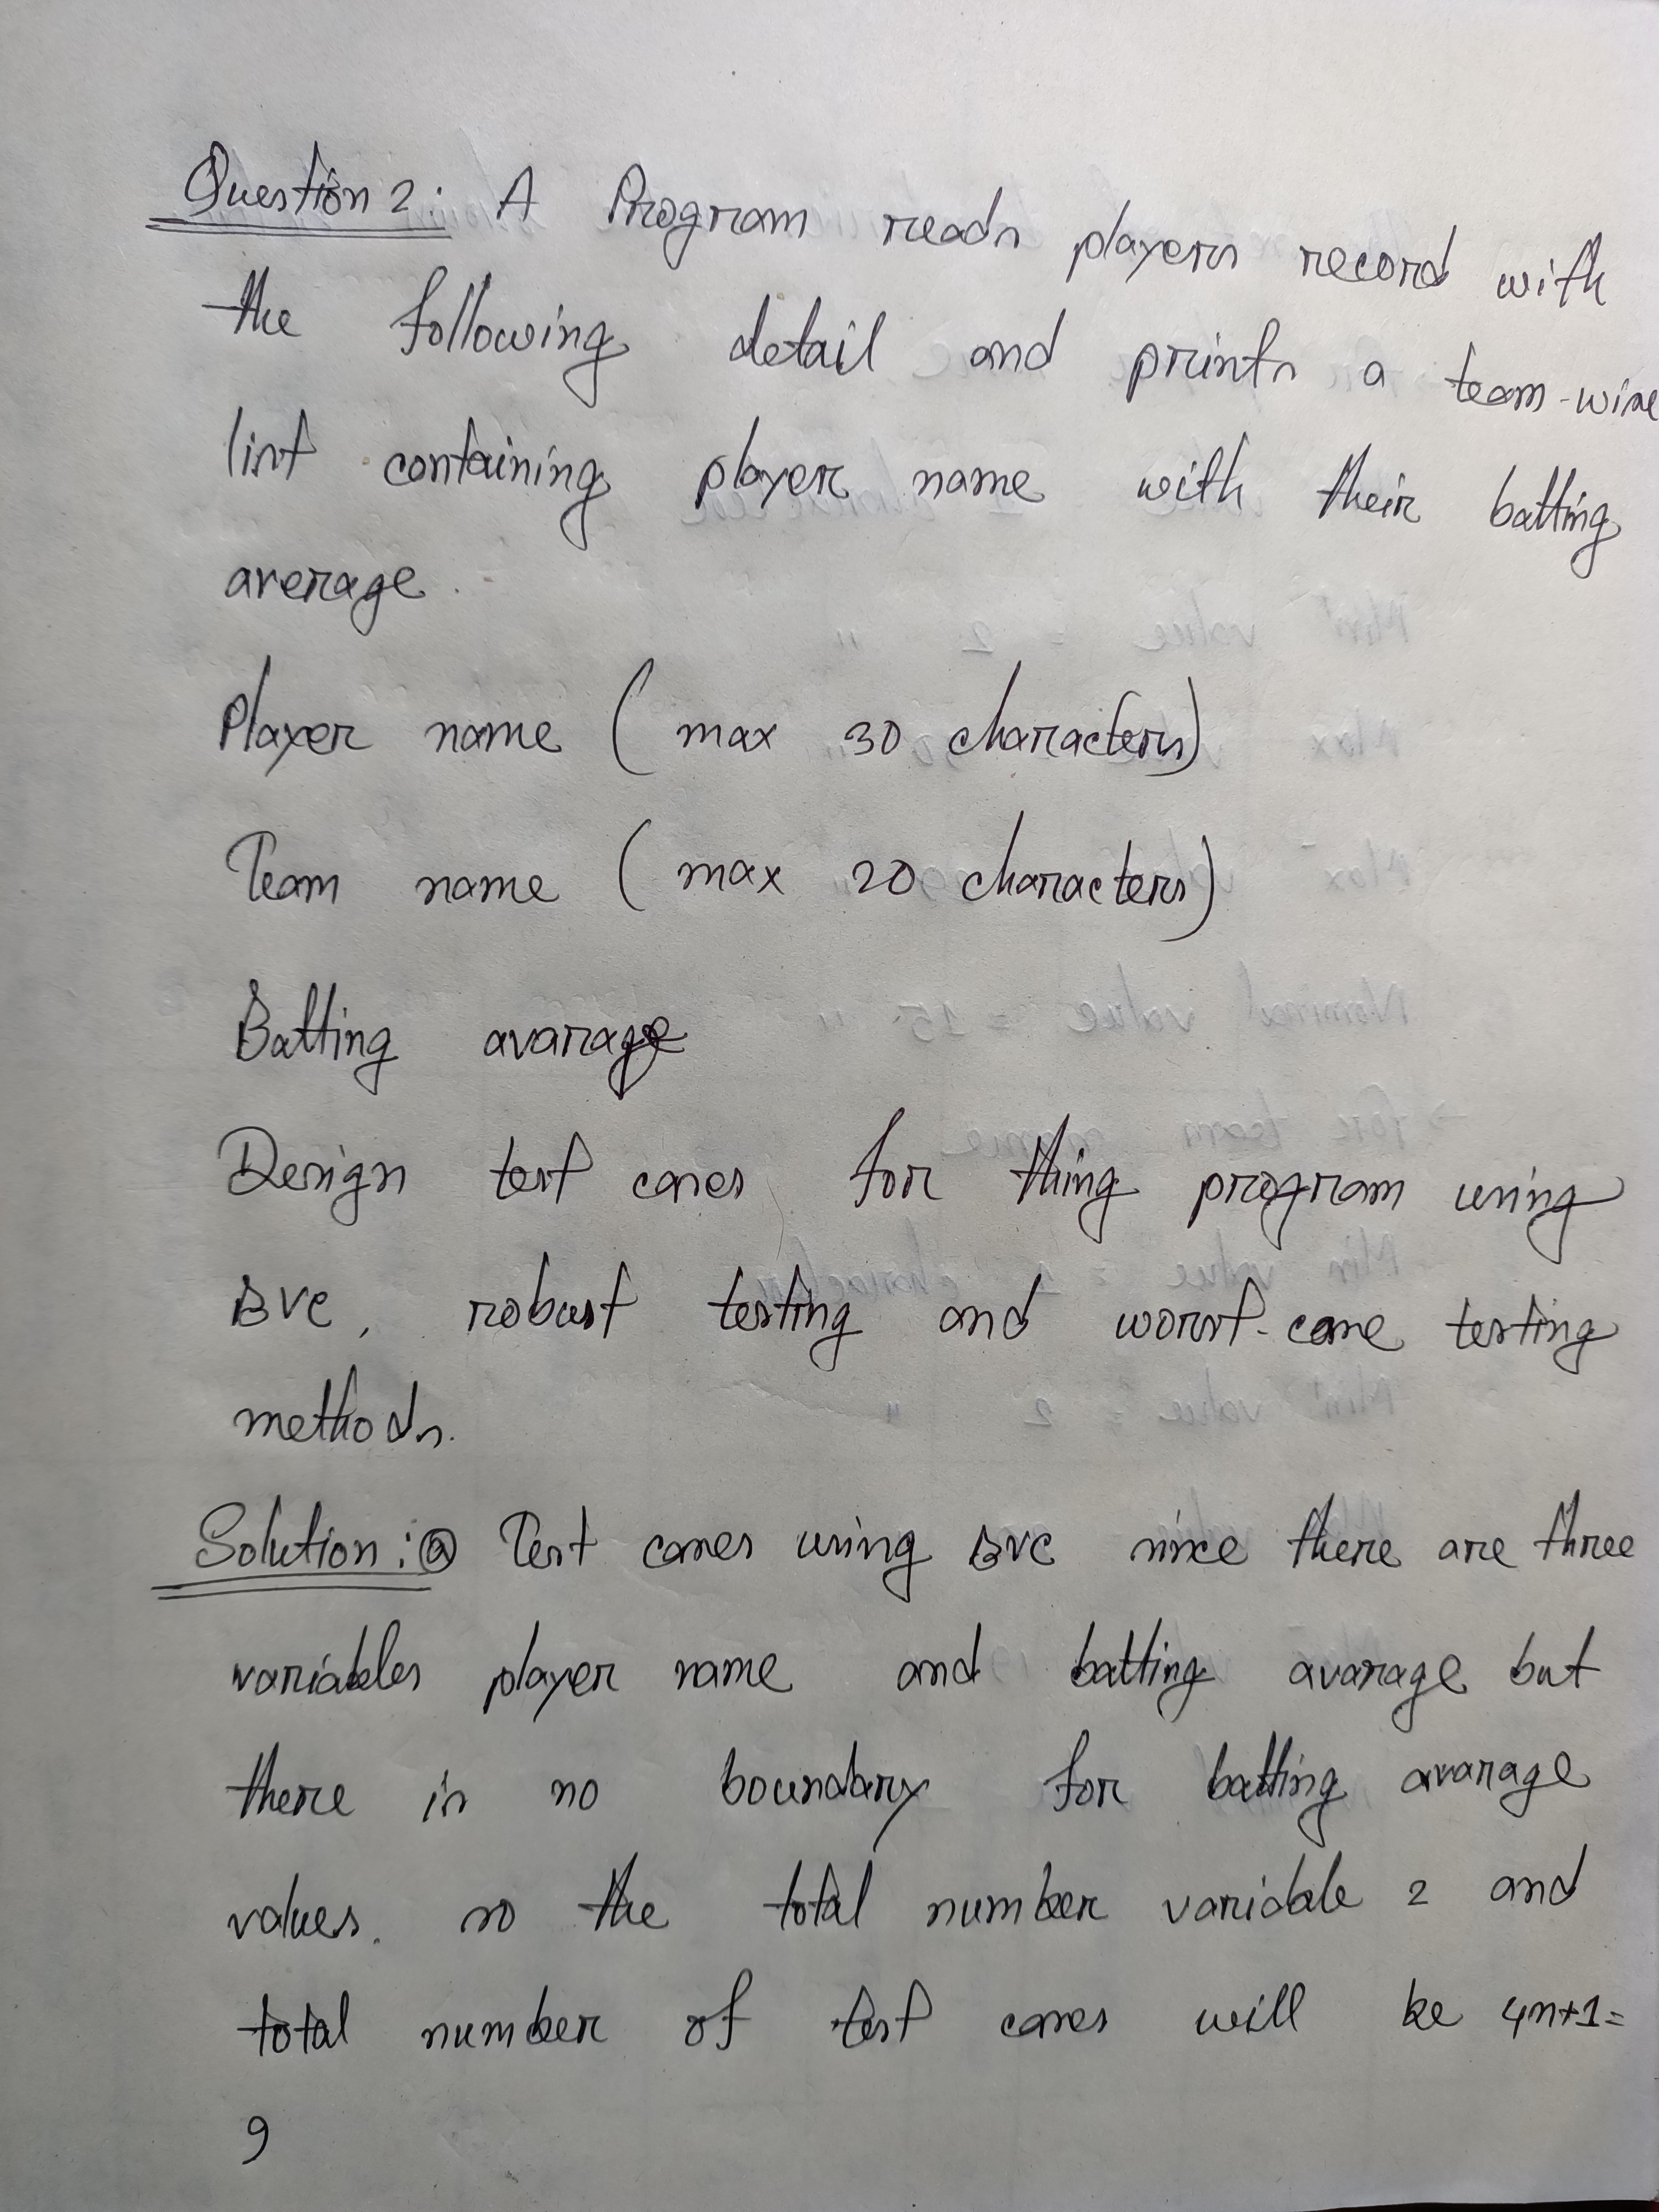 Question 2: A Program reads players record with
the following detail and prints a team-wise
list containing player name with their batting
average.
Player name (max 30 characters)
Team name (max 20 characters)
Batting avarage
Design test cases for thing program using
BVC, robust testing and worst-case testing
methods.
Solution: ⓐ Test cases using BVC since there are three
variables player name and batting avarage but
there is no boundary for batting avarage
values. so the total number variable 2 and
total number of test cases will be 4n+1=
9